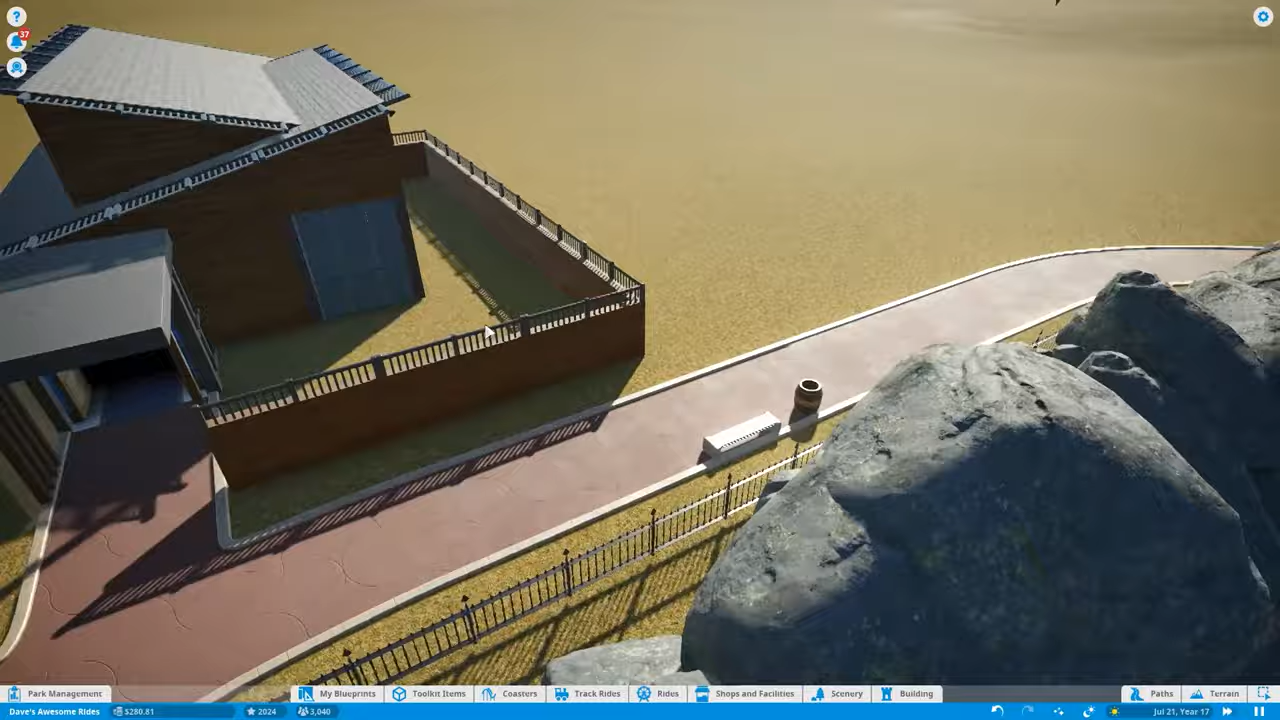 ?
37
Park Management
My Blueprints
Toolkit Items
Coasters
Track Rides
Rides
Shops and Facilities
Scenery
Building
Paths
Terrain
Dave's Awesome Rides
$280.81
2024
3,040
Jul 21, Year 17